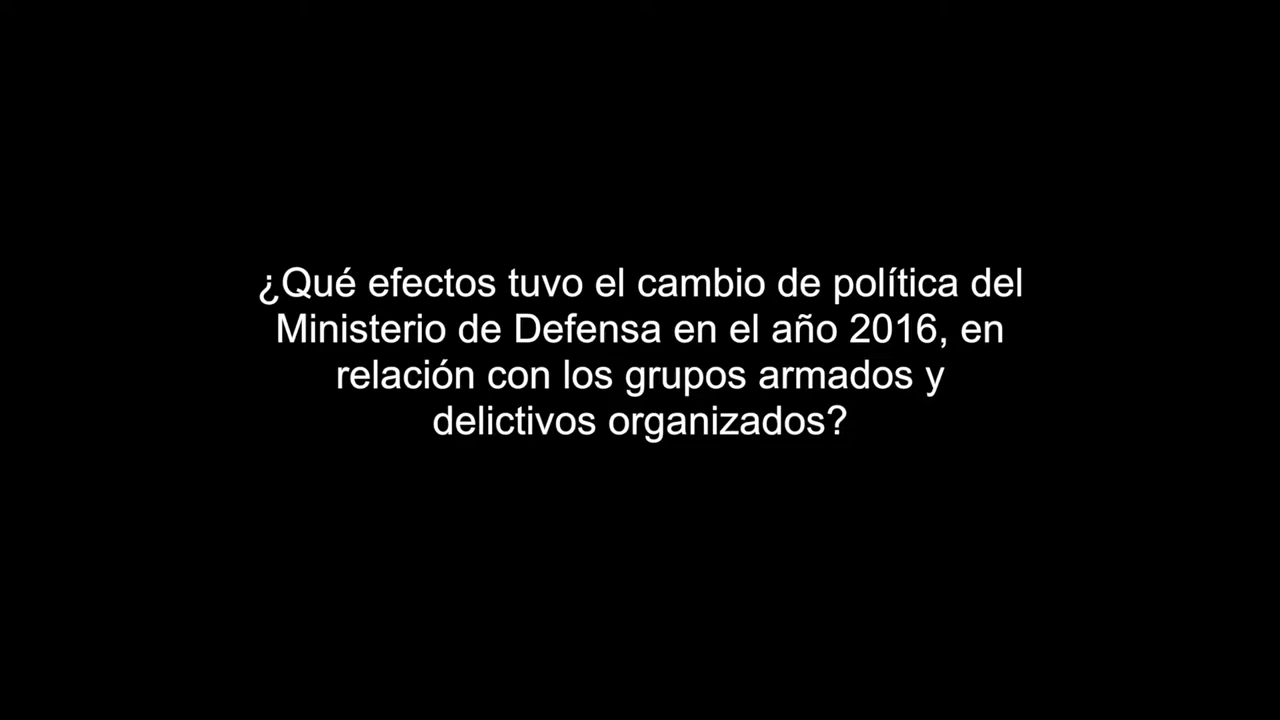 ¿Qué efectos tuvo el cambio de política del
Ministerio de Defensa en el año 2016, en
relación con los grupos armados y
delictivos organizados?